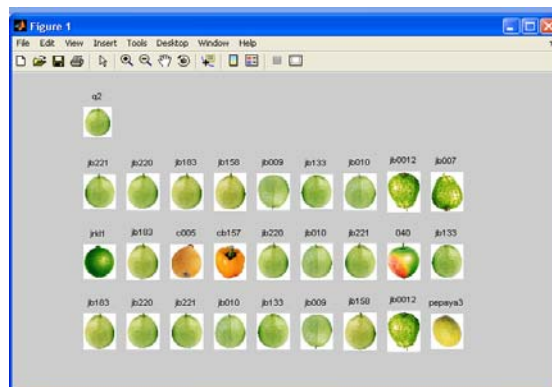 Figure 1
File Edit View Insert Tools Desktop Window Help
q2
jb221 jb220 jb183 jb158 jb009 jb133 jb010 jb0012 jb007
jrkl1 jb183 c005 cb157 jb220 jb010 jb221 040 jb133
jb183 jb220 jb221 jb010 jb133 jb009 jb158 jb0012 pepaya3